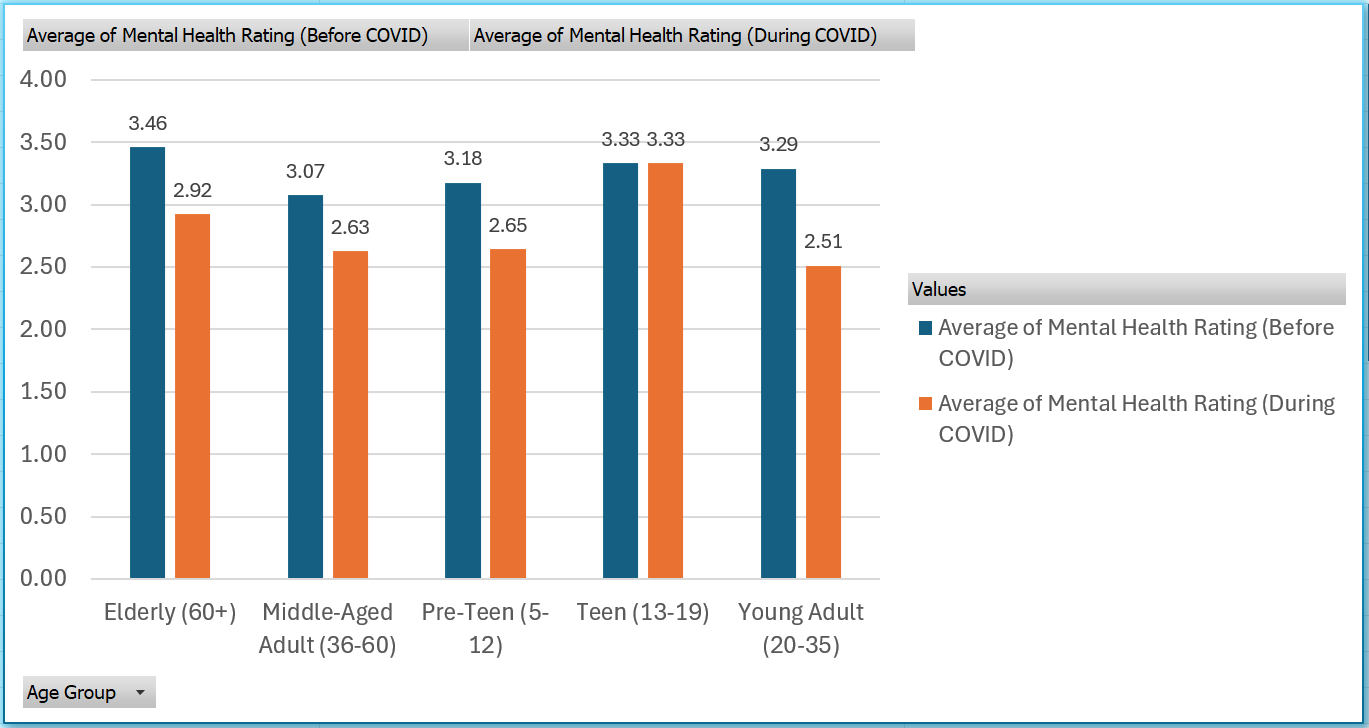 Average of Mental Health Rating (Before COVID) Average of Mental Health Rating (During COVID)
4.00
3.50
3.00
2.50
2.00
1.50
1.00
0.50
0.00
3.46
2.92
3.07
2.63
3.18
2.65
3.33 3.33
3.29
2.51
Elderly (60+)
Middle-Aged
Adult (36-60)
Pre-Teen (5-
12)
Teen (13-19)
Young Adult
(20-35)
Values
Average of Mental Health Rating (Before
COVID)
Average of Mental Health Rating (During
COVID)
Age Group